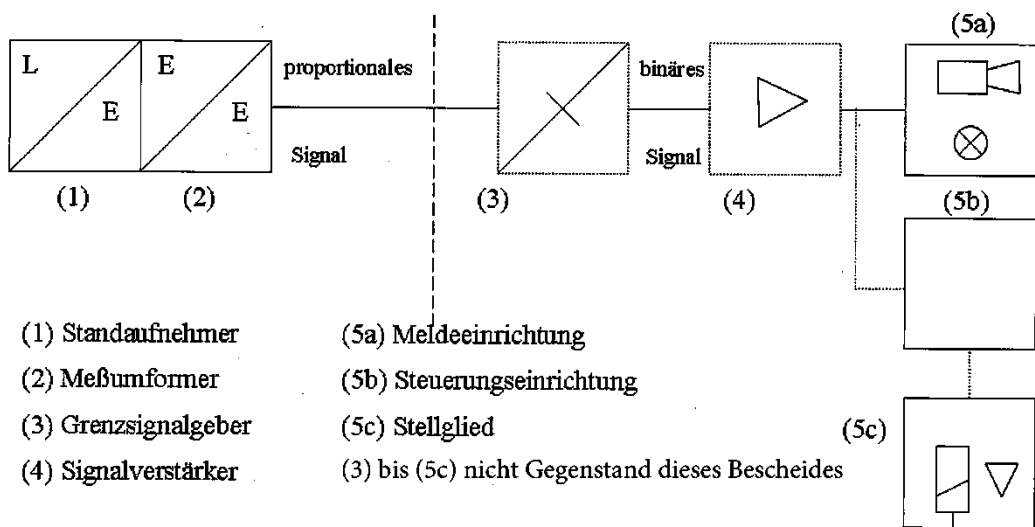 (5a)
L E
proportionales binäres
E E
Signal Signal
(1) (2) (3) (4) (5b)
(1) Standaufnehmer (5a) Meldeeinrichtung
(2) Meßumformer (5b) Steuerungseinrichtung
(3) Grenzsignalgeber (5c) Stellglied (5c)
(4) Signalverstärker (3) bis (5c) nicht Gegenstand dieses Bescheides